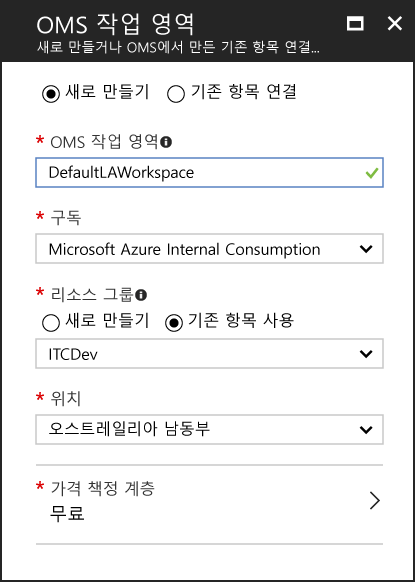 OMS 작업 영역
새로 만들거나 OMS에서 만든 기존 항목 연결...
새로 만들기 기존 항목 연결
* OMS 작업 영역
DefaultLAWorkspace
* 구독
Microsoft Azure Internal Consumption
* 리소스 그룹
새로 만들기 기존 항목 사용
ITCDev
* 위치
오스트레일리아 남동부
* 가격 책정 계층
무료